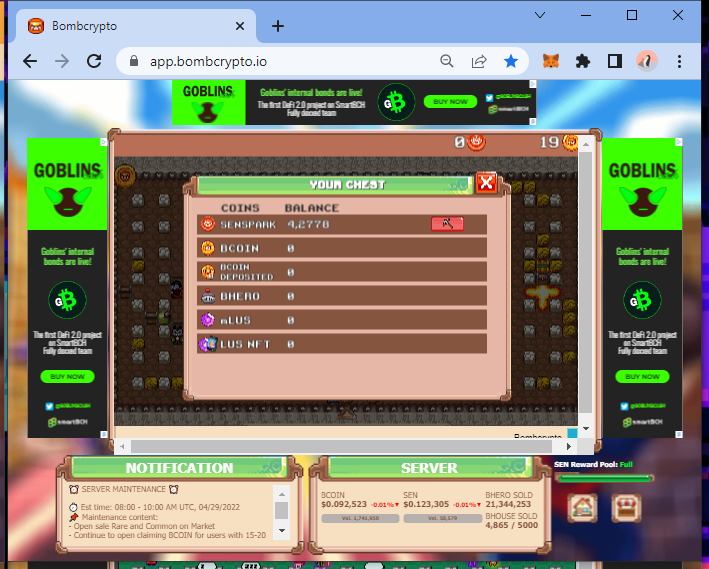 Bombcrypto
app.bombcrypto.io
GOBLINS
Goblins' internal bonds are live!
The first DeFi 2.0 project on SmartBCH
Fully doxxed team
BUY NOW
@GOBLINSCASH
smartBCH
GOBLINS
Goblins' internal
bonds are live!
The first DeFi 2.0 project
on SmartBCH
Fully doxxed team
BUY NOW
smartBCH
0
19
YOUR CHEST
COINS BALANCE
SENSPARK 4,2778
BCOIN 0
BCOIN
DEPOSITED 0
BHERO 0
mLUS 0
LUS NFT 0
Bombcrypto
GOBLINS
Goblins' internal
bonds are live!
The first DeFi 2.0 project
on SmartBCH
Fully doxxed team
BUY NOW
smartBCH
NOTIFICATION
SERVER MAINTENANCE
Est time: 08:00 - 10:00 AM UTC, 04/29/2022
Maintenance content:
- Open sale Rare and Common on Market
- Continue to open claiming BCOIN for users with 15-20
SERVER
BCOIN
$0.092,523 -0.01%▼
SEN
$0.123,305 -0.01%▼
BHERO SOLD
21,344,253
BHOUSE SOLD
4,865 / 5000
SEN Reward Pool: Full